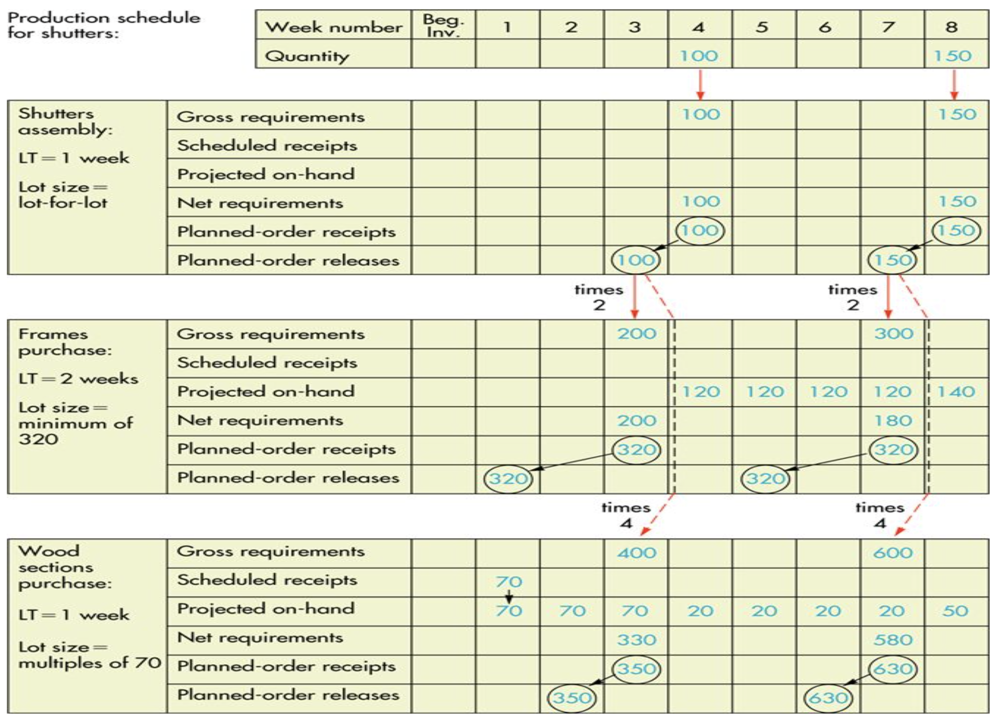 Production schedule
for shutters:
Week number Beg. Inv. 1 2 3 4 5 6 7 8
Quantity 100 150
Shutters
assembly:
LT = 1 week
Lot size =
lot-for-lot
Gross requirements 100 150
Scheduled receipts
Projected on-hand
Net requirements 100 150
Planned-order receipts 100 150
Planned-order releases 100 150
times
2
times
2
Frames
purchase:
LT = 2 weeks
Lot size =
minimum of
320
Gross requirements 200 300
Scheduled receipts
Projected on-hand 120 120 120 120 140
Net requirements 200 180
Planned-order receipts 320 320
Planned-order releases 320 320
times
4
times
4
Wood
sections
purchase:
LT = 1 week
Lot size =
multiples of 70
Gross requirements 400 600
Scheduled receipts 70
Projected on-hand 70 70 70 20 20 20 20 50
Net requirements 330 580
Planned-order receipts 350 630
Planned-order releases 350 630